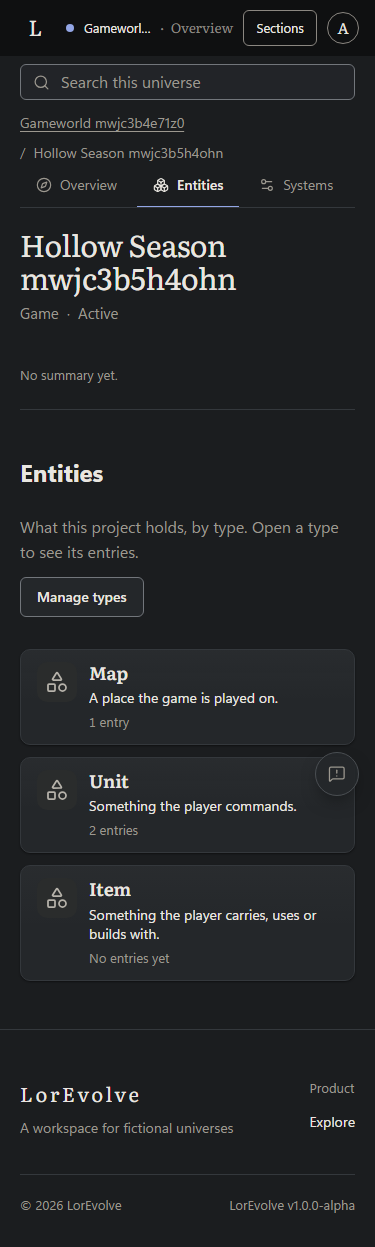 L
Gameworl... · Overview
Sections
A
Search this universe
Gameworld mwjc3b4e71z0
/ Hollow Season mwjc3b5h4ohn
Overview
Entities
Systems
Hollow Season
mwjc3b5h4ohn
Game · Active
No summary yet.
Entities
What this project holds, by type. Open a type
to see its entries.
Manage types
Map
A place the game is played on.
1 entry
Unit
Something the player commands.
2 entries
Item
Something the player carries, uses or
builds with.
No entries yet
LorEvolve
A workspace for fictional universes
Product
Explore
© 2026 LorEvolve
LorEvolve v1.0.0-alpha